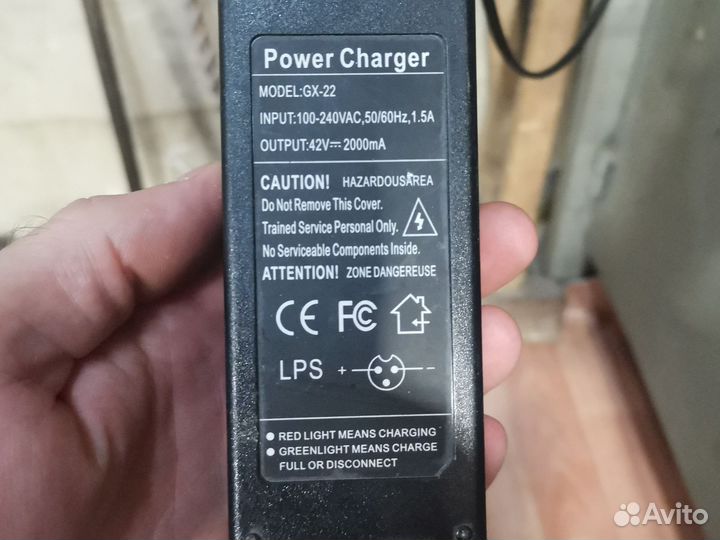 Power Charger
MODEL:GX-22
INPUT:100-240VAC,50/60Hz,1.5A
OUTPUT:42V⎓2000mA
CAUTION! HAZARDOUSAREA
Do Not Remove This Cover.
Trained Service Personal Only.
No Serviceable Components Inside.
ATTENTION! ZONE DANGEREUSE
CE FC
LPS + -
● RED LIGHT MEANS CHARGING
● GREENLIGHT MEANS CHARGE
FULL OR DISCONNECT
Avito